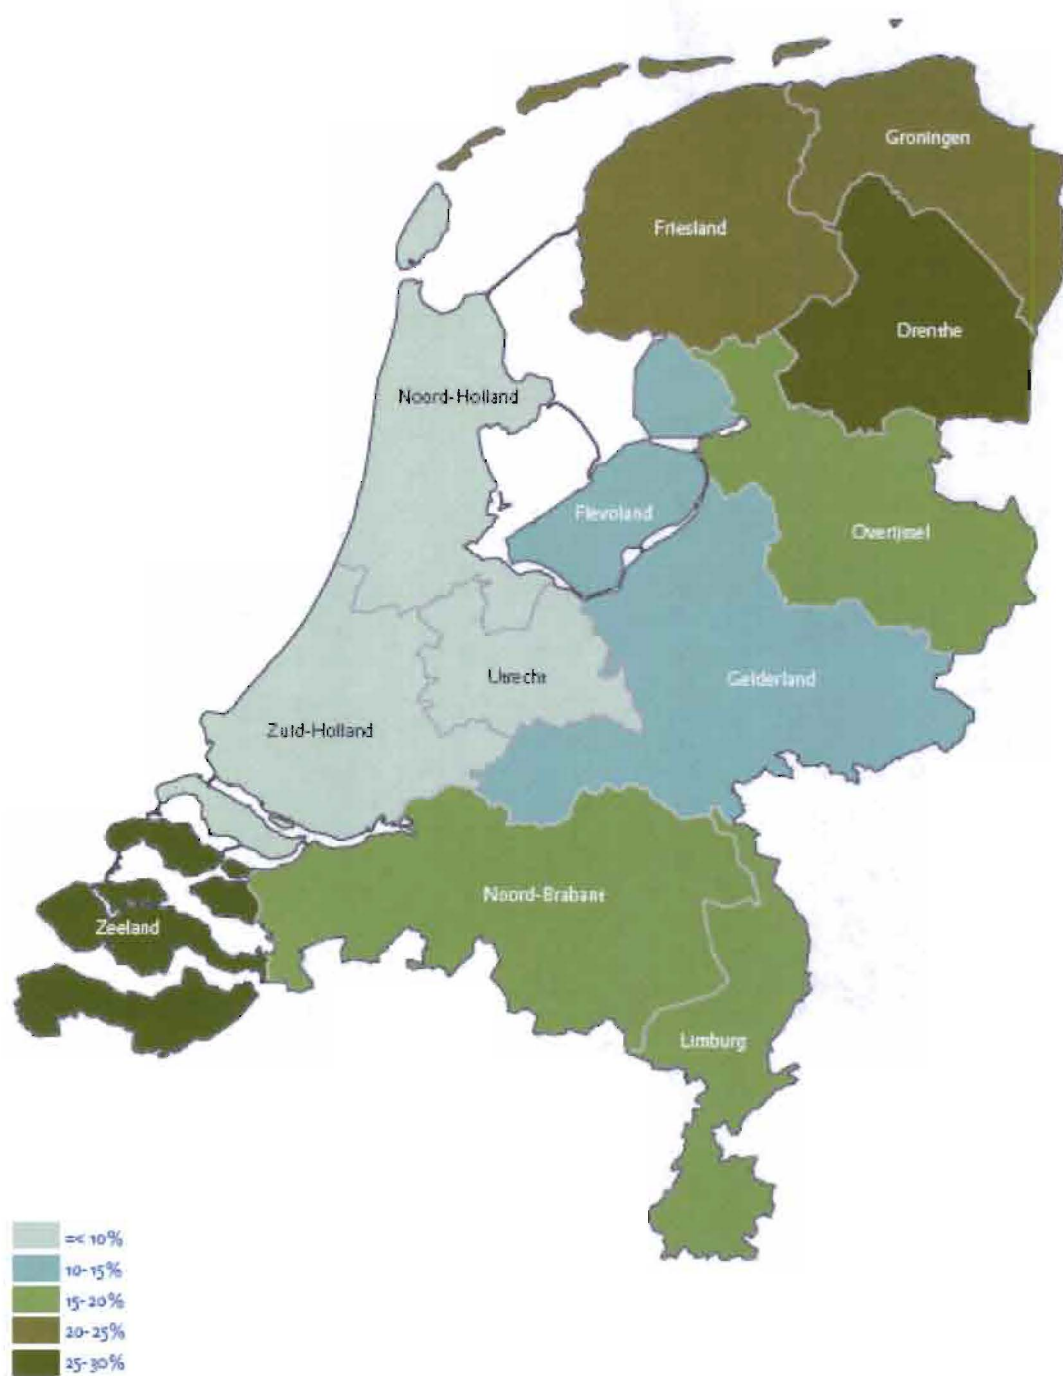 Groningen
Friesland
Drenthe
Noord-Holland
Flevoland
Overijssel
Utrecht
Gelderland
Zuid-Holland
Noord-Brabant
Zeeland
Limburg
=< 10%
10-15%
15-20%
20-25%
25-30%